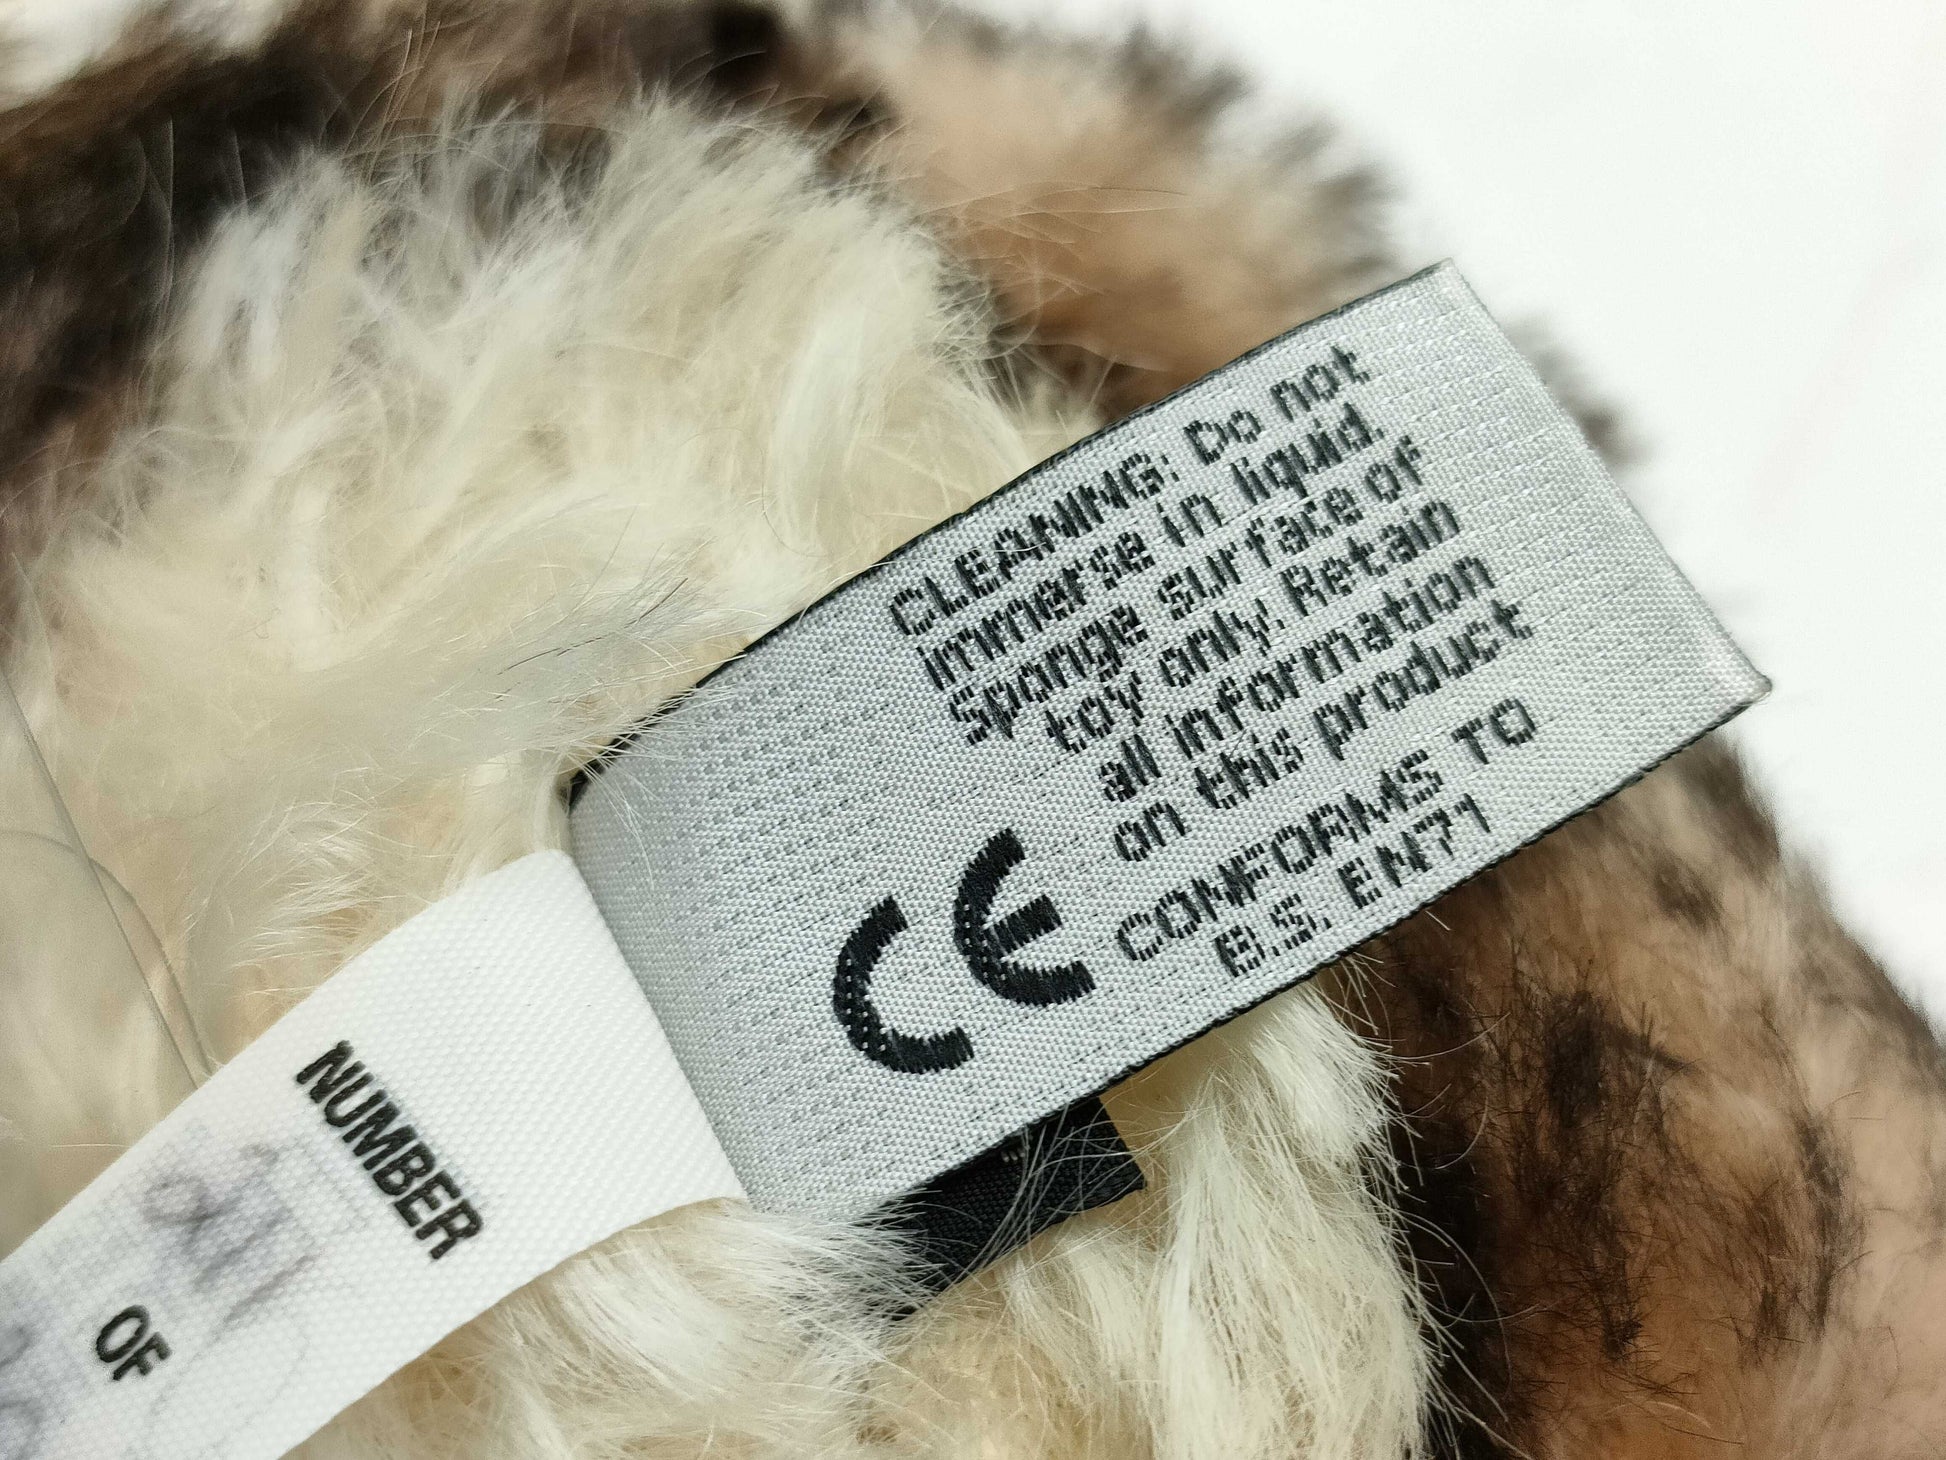 CLEANING: Do not
immerse in liquid,
sponge surface of
toy only. Retain
all information
on this product
CE
CONFORMS TO
B.S. EN71
NUMBER
OF